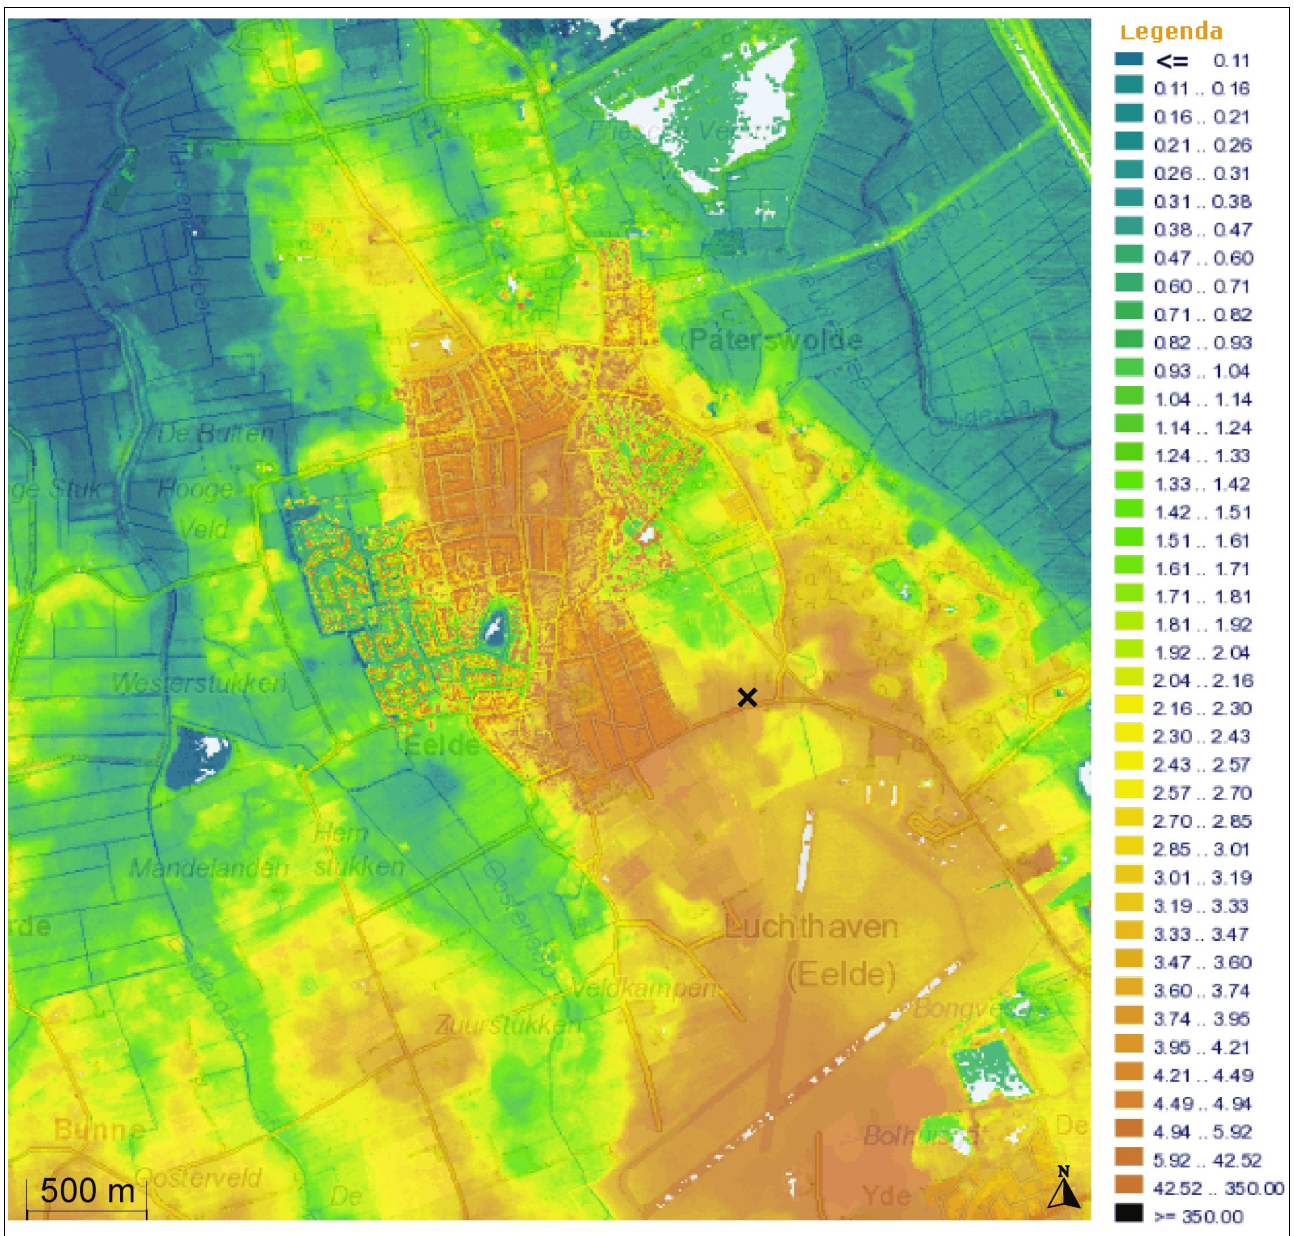 Legenda
<= 0.11
0.11 .. 0.16
0.16 .. 0.21
0.21 .. 0.26
0.26 .. 0.31
0.31 .. 0.38
0.38 .. 0.47
0.47 .. 0.60
0.60 .. 0.71
0.71 .. 0.82
0.82 .. 0.93
0.93 .. 1.04
1.04 .. 1.14
1.14 .. 1.24
1.24 .. 1.33
1.33 .. 1.42
1.42 .. 1.51
1.51 .. 1.61
1.61 .. 1.71
1.71 .. 1.81
1.81 .. 1.92
1.92 .. 2.04
2.04 .. 2.16
2.16 .. 2.30
2.30 .. 2.43
2.43 .. 2.57
2.57 .. 2.70
2.70 .. 2.85
2.85 .. 3.01
3.01 .. 3.19
3.19 .. 3.33
3.33 .. 3.47
3.47 .. 3.60
3.60 .. 3.74
3.74 .. 3.95
3.95 .. 4.21
4.21 .. 4.49
4.49 .. 4.94
4.94 .. 5.92
5.92 .. 42.52
42.52 .. 350.00
>= 350.00
Paterswolde
De Buiten
ge Stuk
Hooge
Veld
Westerstukken
Eelde
Hem
stukken
Mandelanden
rde
Luchthaven
(Eelde)
Veldkampen
Zuurstukken
Bunne
De
Oosterveld
De
Yde
500 m
N